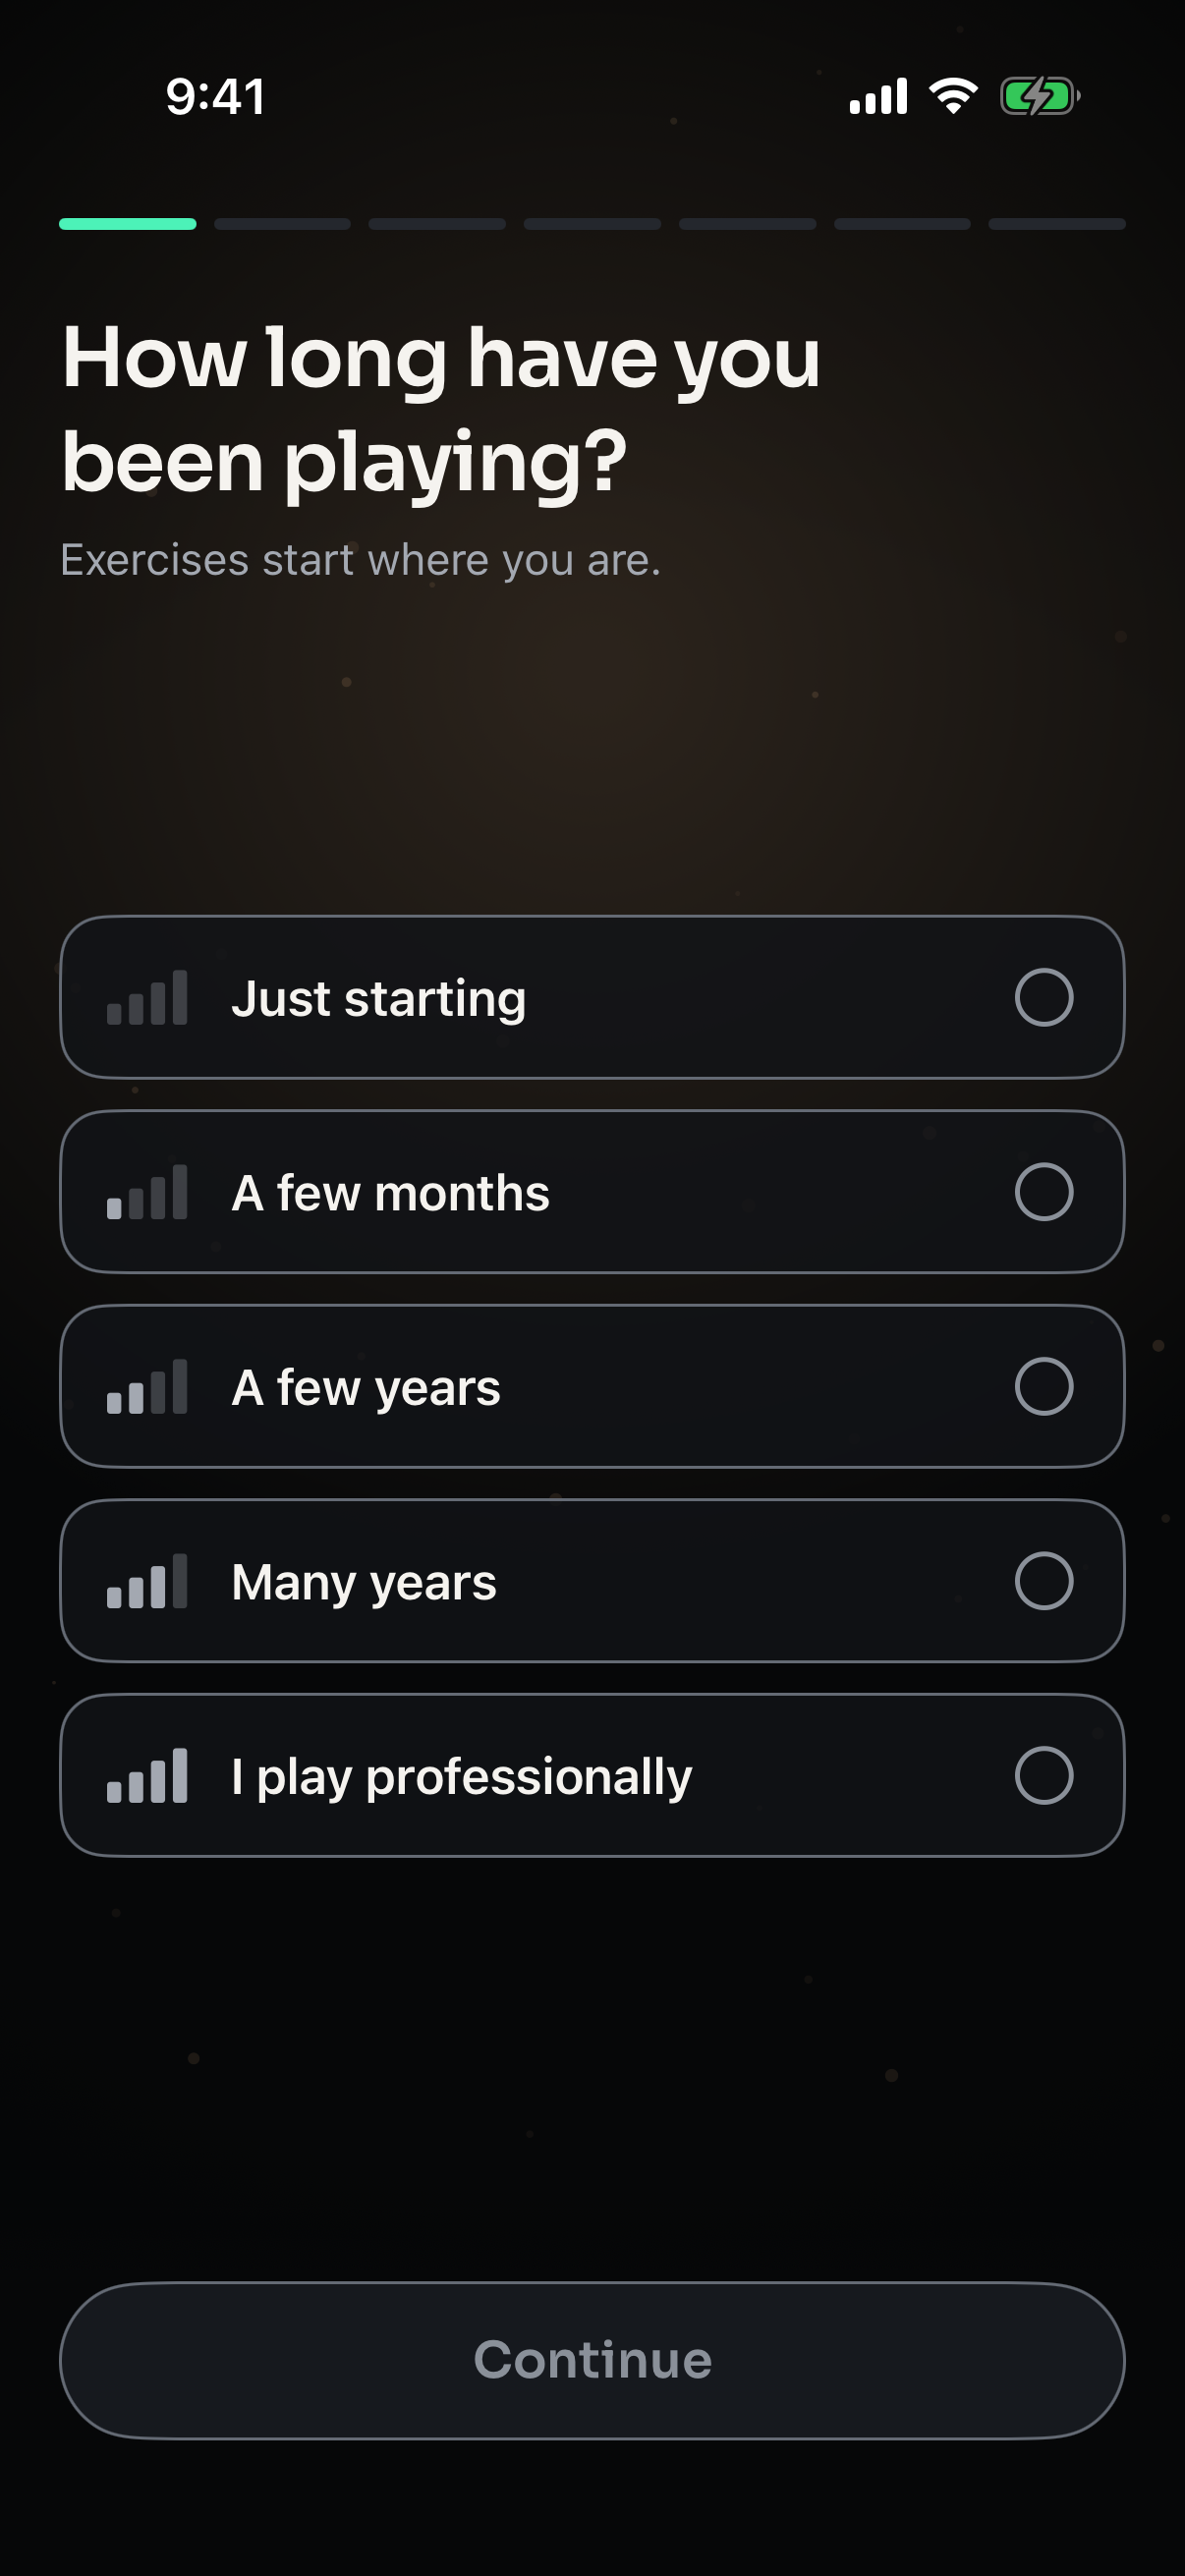 9:41
How long have you
been playing?
Exercises start where you are.
Just starting
A few months
A few years
Many years
I play professionally
Continue